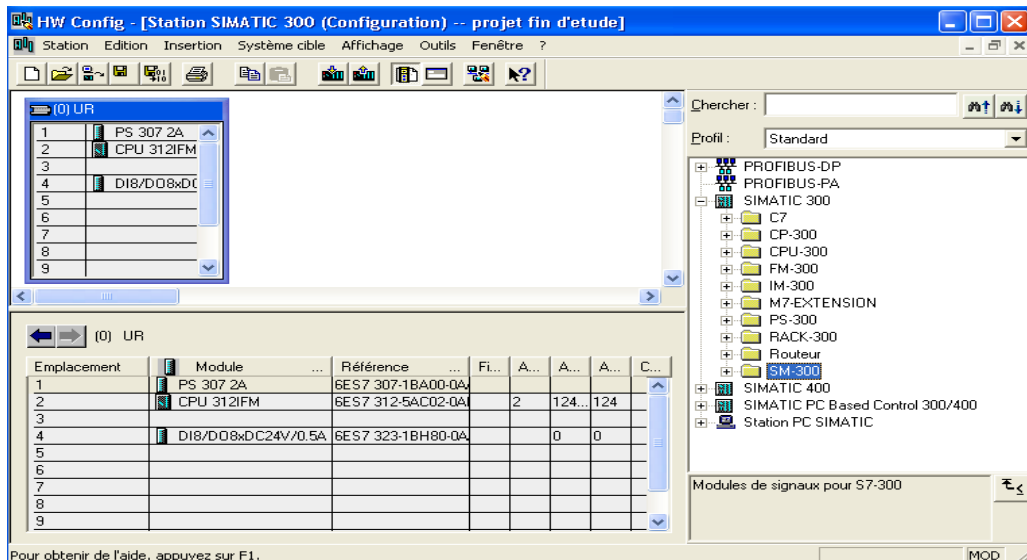 HW Config - [Station SIMATIC 300 (Configuration) -- projet fin d'etude]
Station Edition Insertion Système cible Affichage Outils Fenêtre ?
(0) UR
1 PS 307 2A
2 CPU 312IFM
3
4 DI8/DO8xDC
5
6
7
8
9
(0) UR
Emplacement Module ... Référence ... Fi... A... A... A... C...
1 PS 307 2A 6ES7 307-1BA00-0A
2 CPU 312IFM 6ES7 312-5AC02-0A 2 124... 124
3
4 DI8/DO8xDC24V/0.5A 6ES7 323-1BH80-0A 0 0
5
6
7
8
9
Chercher :
Profil : Standard
PROFIBUS-DP
PROFIBUS-PA
SIMATIC 300
C7
CP-300
CPU-300
FM-300
IM-300
M7-EXTENSION
PS-300
RACK-300
Routeur
SM-300
SIMATIC 400
SIMATIC PC Based Control 300/400
Station PC SIMATIC
Modules de signaux pour S7-300
Pour obtenir de l'aide, appuyez sur F1.
MOD